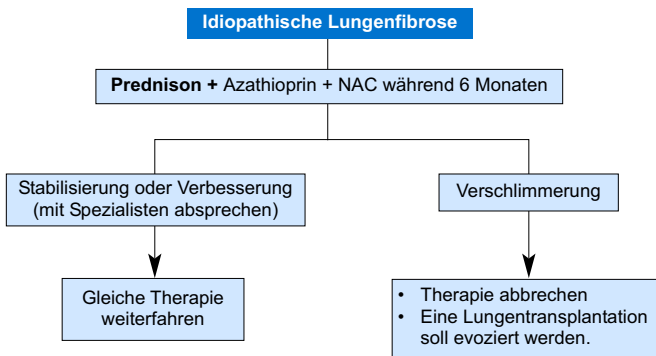 Idiopathische Lungenfibrose
Prednison + Azathioprin + NAC während 6 Monaten
Stabilisierung oder Verbesserung
(mit Spezialisten absprechen)
Verschlimmerung
Gleiche Therapie
weiterfahren
• Therapie abbrechen
• Eine Lungentransplantation
soll evoziert werden.